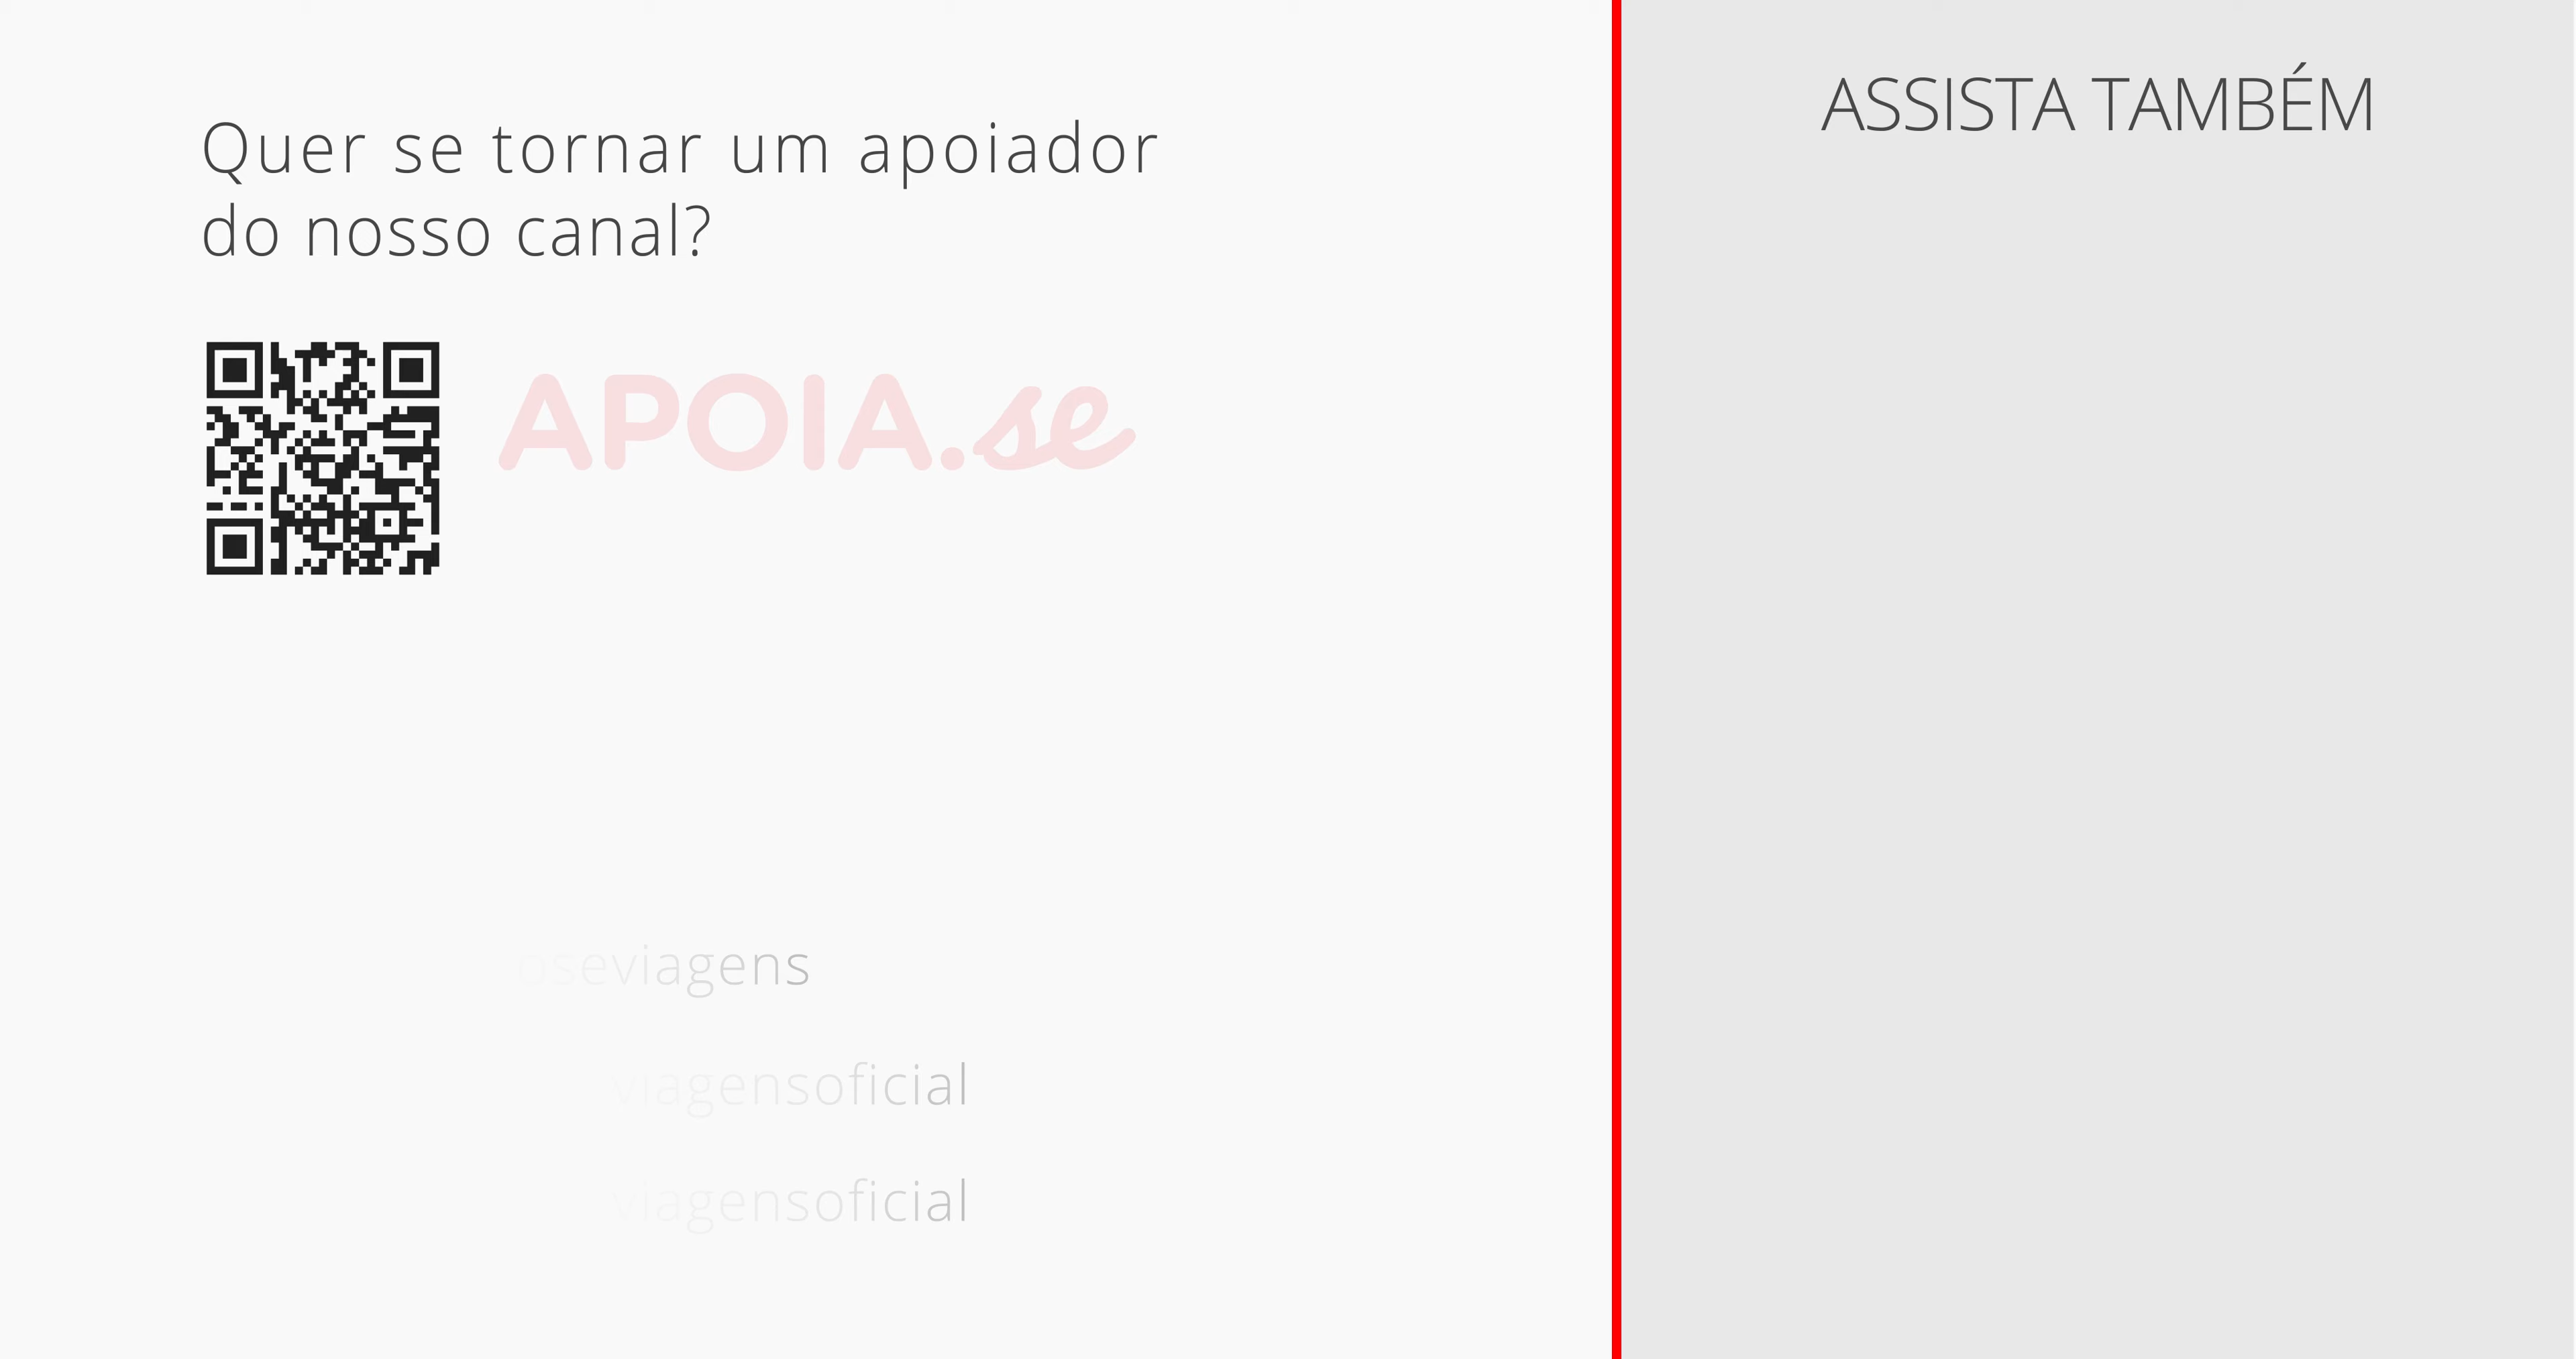 Quer se tornar um apoiador
do nosso canal?
APOIA.se
oseviagens
viagensoficial
viagensoficial
ASSISTA TAMBÉM